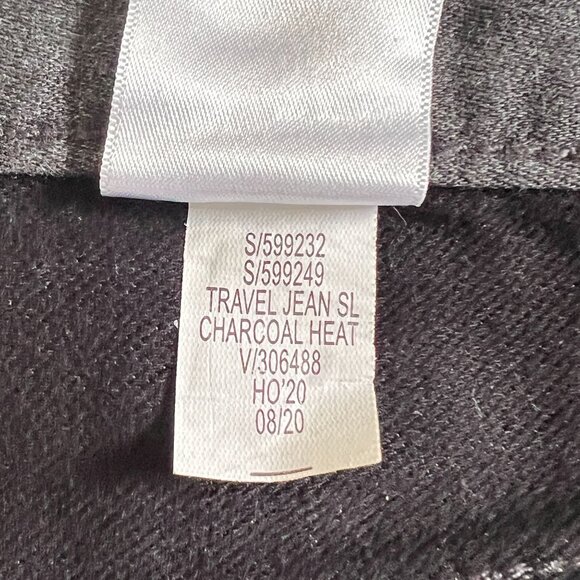 S/599232
S/599249
TRAVEL JEAN SL
CHARCOAL HEAT
V/306488
HO'20
08/20